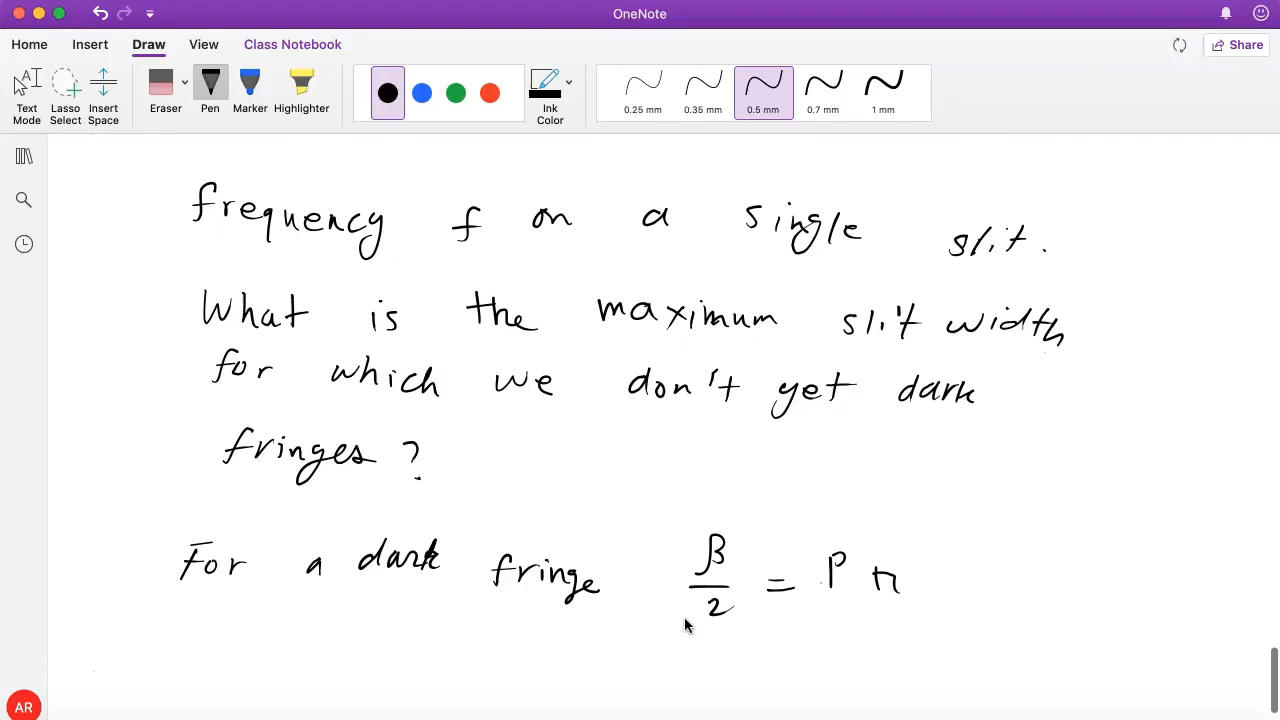 OneNote
Home Insert Draw View Class Notebook Share
Text Mode
Lasso Select
Insert Space
Eraser
Pen
Marker
Highlighter
Ink Color
0.25 mm 0.35 mm 0.5 mm 0.7 mm 1 mm
frequency f on a single slit.
What is the maximum slit width
for which we don't get dark
fringes?
For a dark fringe β/2 = P π
AR